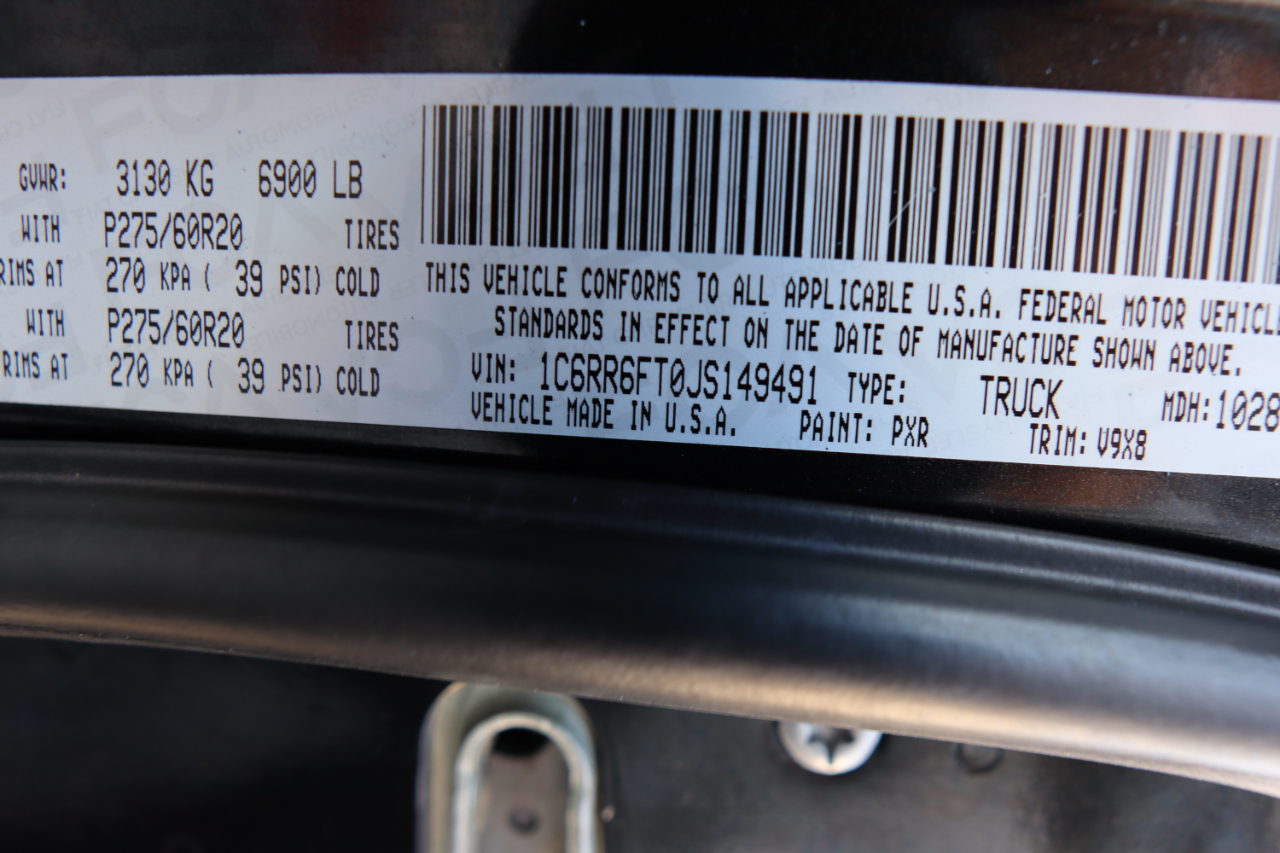 GVWR: 3130 KG 6900 LB
WITH P275/60R20 TIRES
RIMS AT 270 KPA ( 39 PSI) COLD
WITH P275/60R20 TIRES
RIMS AT 270 KPA ( 39 PSI) COLD
THIS VEHICLE CONFORMS TO ALL APPLICABLE U.S.A. FEDERAL MOTOR VEHICL
STANDARDS IN EFFECT ON THE DATE OF MANUFACTURE SHOWN ABOVE.
VIN: 1C6RR6FT0JS149491 TYPE: TRUCK MDH:1028
VEHICLE MADE IN U.S.A. PAINT: PXR TRIM: V9X8